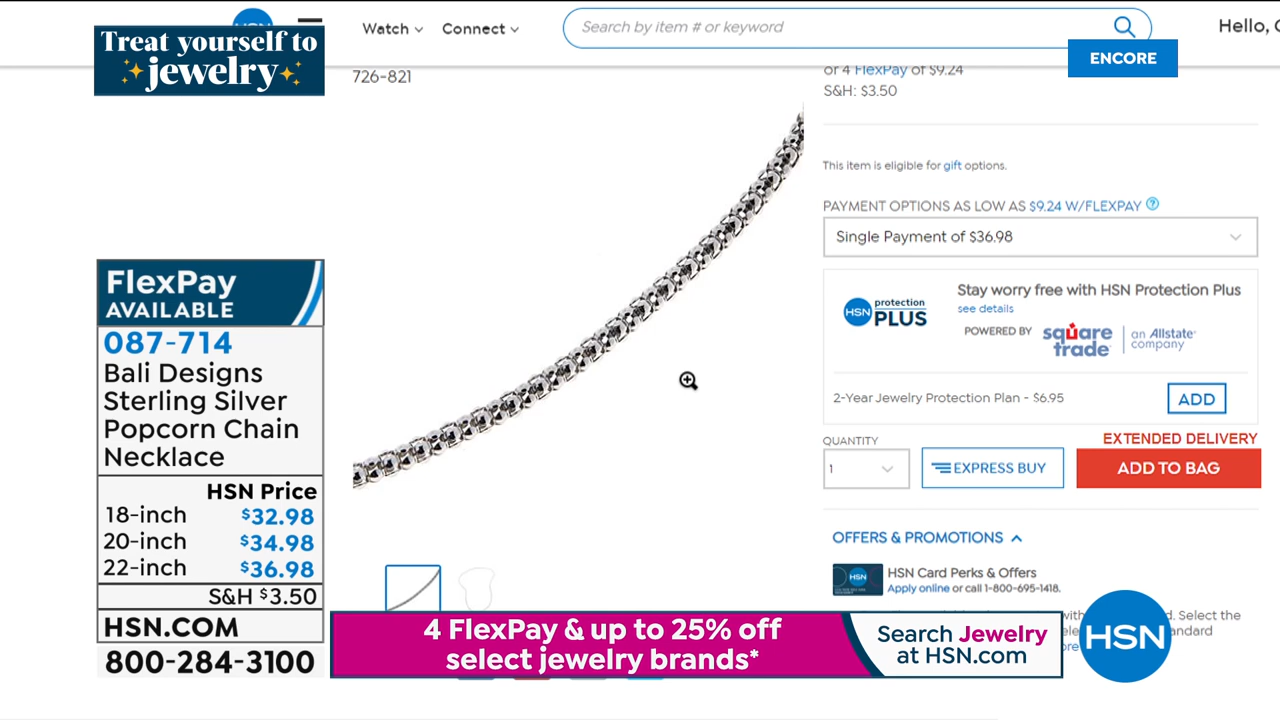 HSN
Watch
Connect
Search by item # or keyword
Hello,
Treat yourself to
jewelry
ENCORE
726-821
or 4 FlexPay of $9.24
S&H: $3.50
This item is eligible for gift options.
PAYMENT OPTIONS AS LOW AS $9.24 W/FLEXPAY ?
Single Payment of $36.98
HSN protection
PLUS
Stay worry free with HSN Protection Plus
see details
POWERED BY
square
trade
an Allstate
company
2-Year Jewelry Protection Plan - $6.95
ADD
QUANTITY
1
EXPRESS BUY
EXTENDED DELIVERY
ADD TO BAG
OFFERS & PROMOTIONS
HSN
HSN Card Perks & Offers
Apply online or call 1-800-695-1418.
d. Select the
FlexPay
AVAILABLE
087-714
Bali Designs
Sterling Silver
Popcorn Chain
Necklace
HSN Price
18-inch $32.98
20-inch $34.98
22-inch $36.98
S&H $3.50
HSN.COM
800-284-3100
4 FlexPay & up to 25% off
select jewelry brands*
Search Jewelry
at HSN.com
HSN